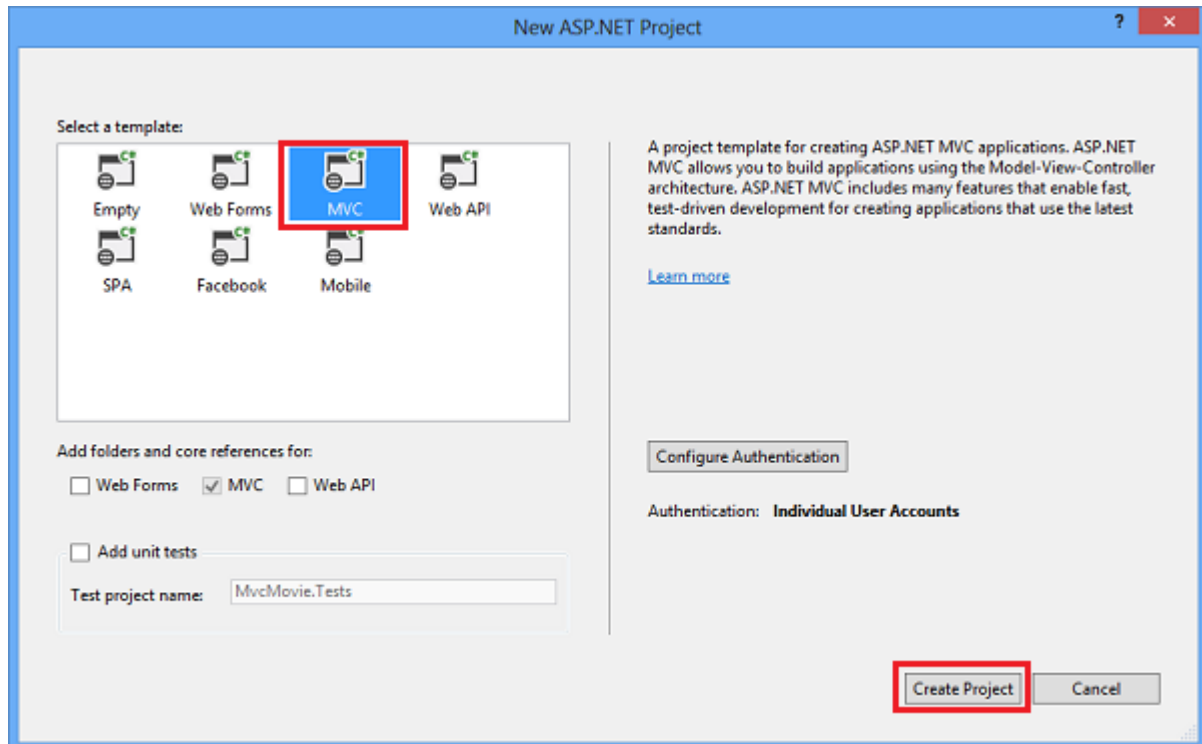 New ASP.NET Project
?
Select a template:
Empty Web Forms MVC Web API
SPA Facebook Mobile
A project template for creating ASP.NET MVC applications. ASP.NET
MVC allows you to build applications using the Model-View-Controller
architecture. ASP.NET MVC includes many features that enable fast,
test-driven development for creating applications that use the latest
standards.
Learn more
Add folders and core references for:
Web Forms MVC Web API
Add unit tests
Test project name: MvcMovie.Tests
Configure Authentication
Authentication: Individual User Accounts
Create Project Cancel